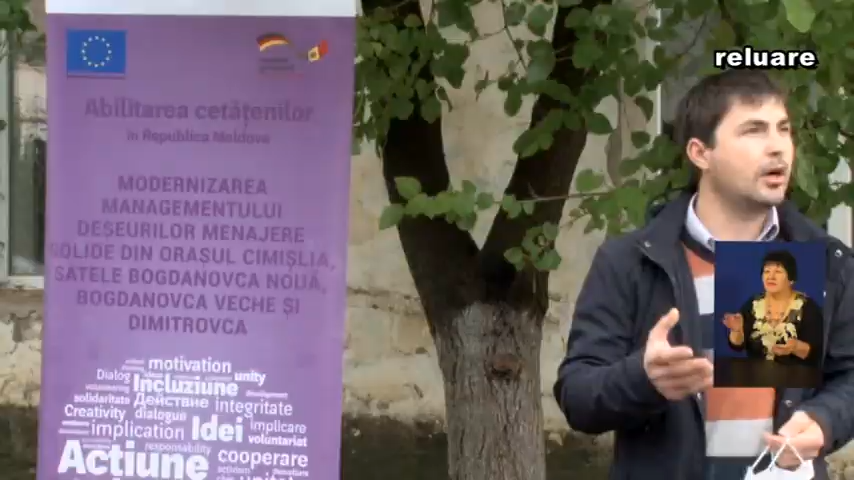 reluare
Abilitarea cetățenilor
în Republica Moldova
MODERNIZAREA
MANAGEMENTULUI
DEȘEURILOR MENAJERE
SOLIDE DIN ORAȘUL CIMIȘLIA,
SATELE BOGDANOVCA NOUĂ,
BOGDANOVCA VECHE ȘI
DIMITROVCA
motivation
Dialog Incluziune unity
solidaritate Действие integritate
Creativity dialogue implicare
implication Idei voluntariat
responsability
Acțiune cooperare